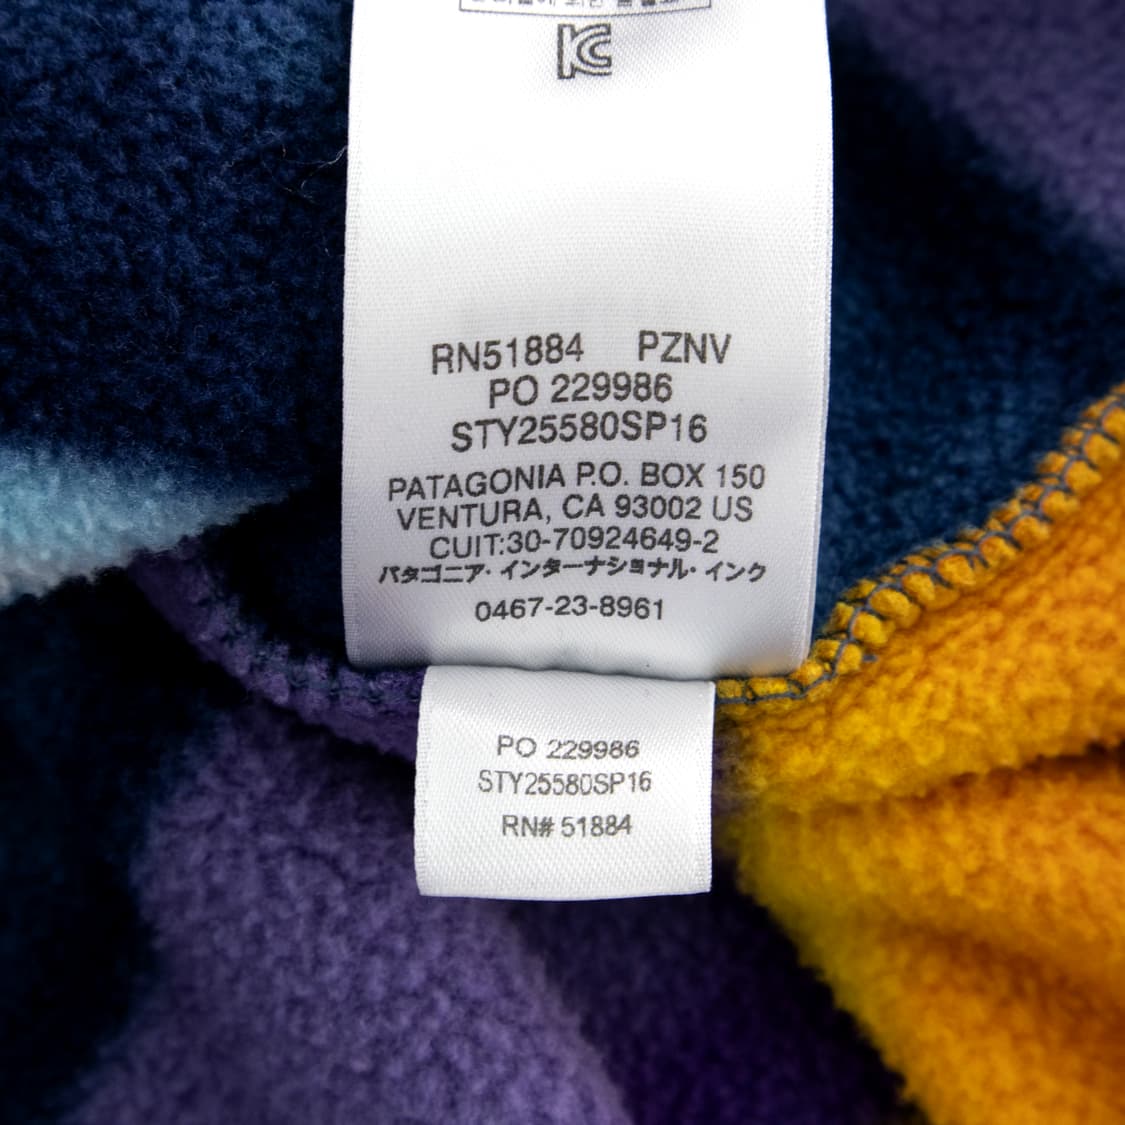 RN51884 PZNV
PO 229986
STY25580SP16
PATAGONIA P.O. BOX 150
VENTURA, CA 93002 US
CUIT:30-70924649-2
パタゴニア・インターナショナル・インク
0467-23-8961
PO 229986
STY25580SP16
RN# 51884